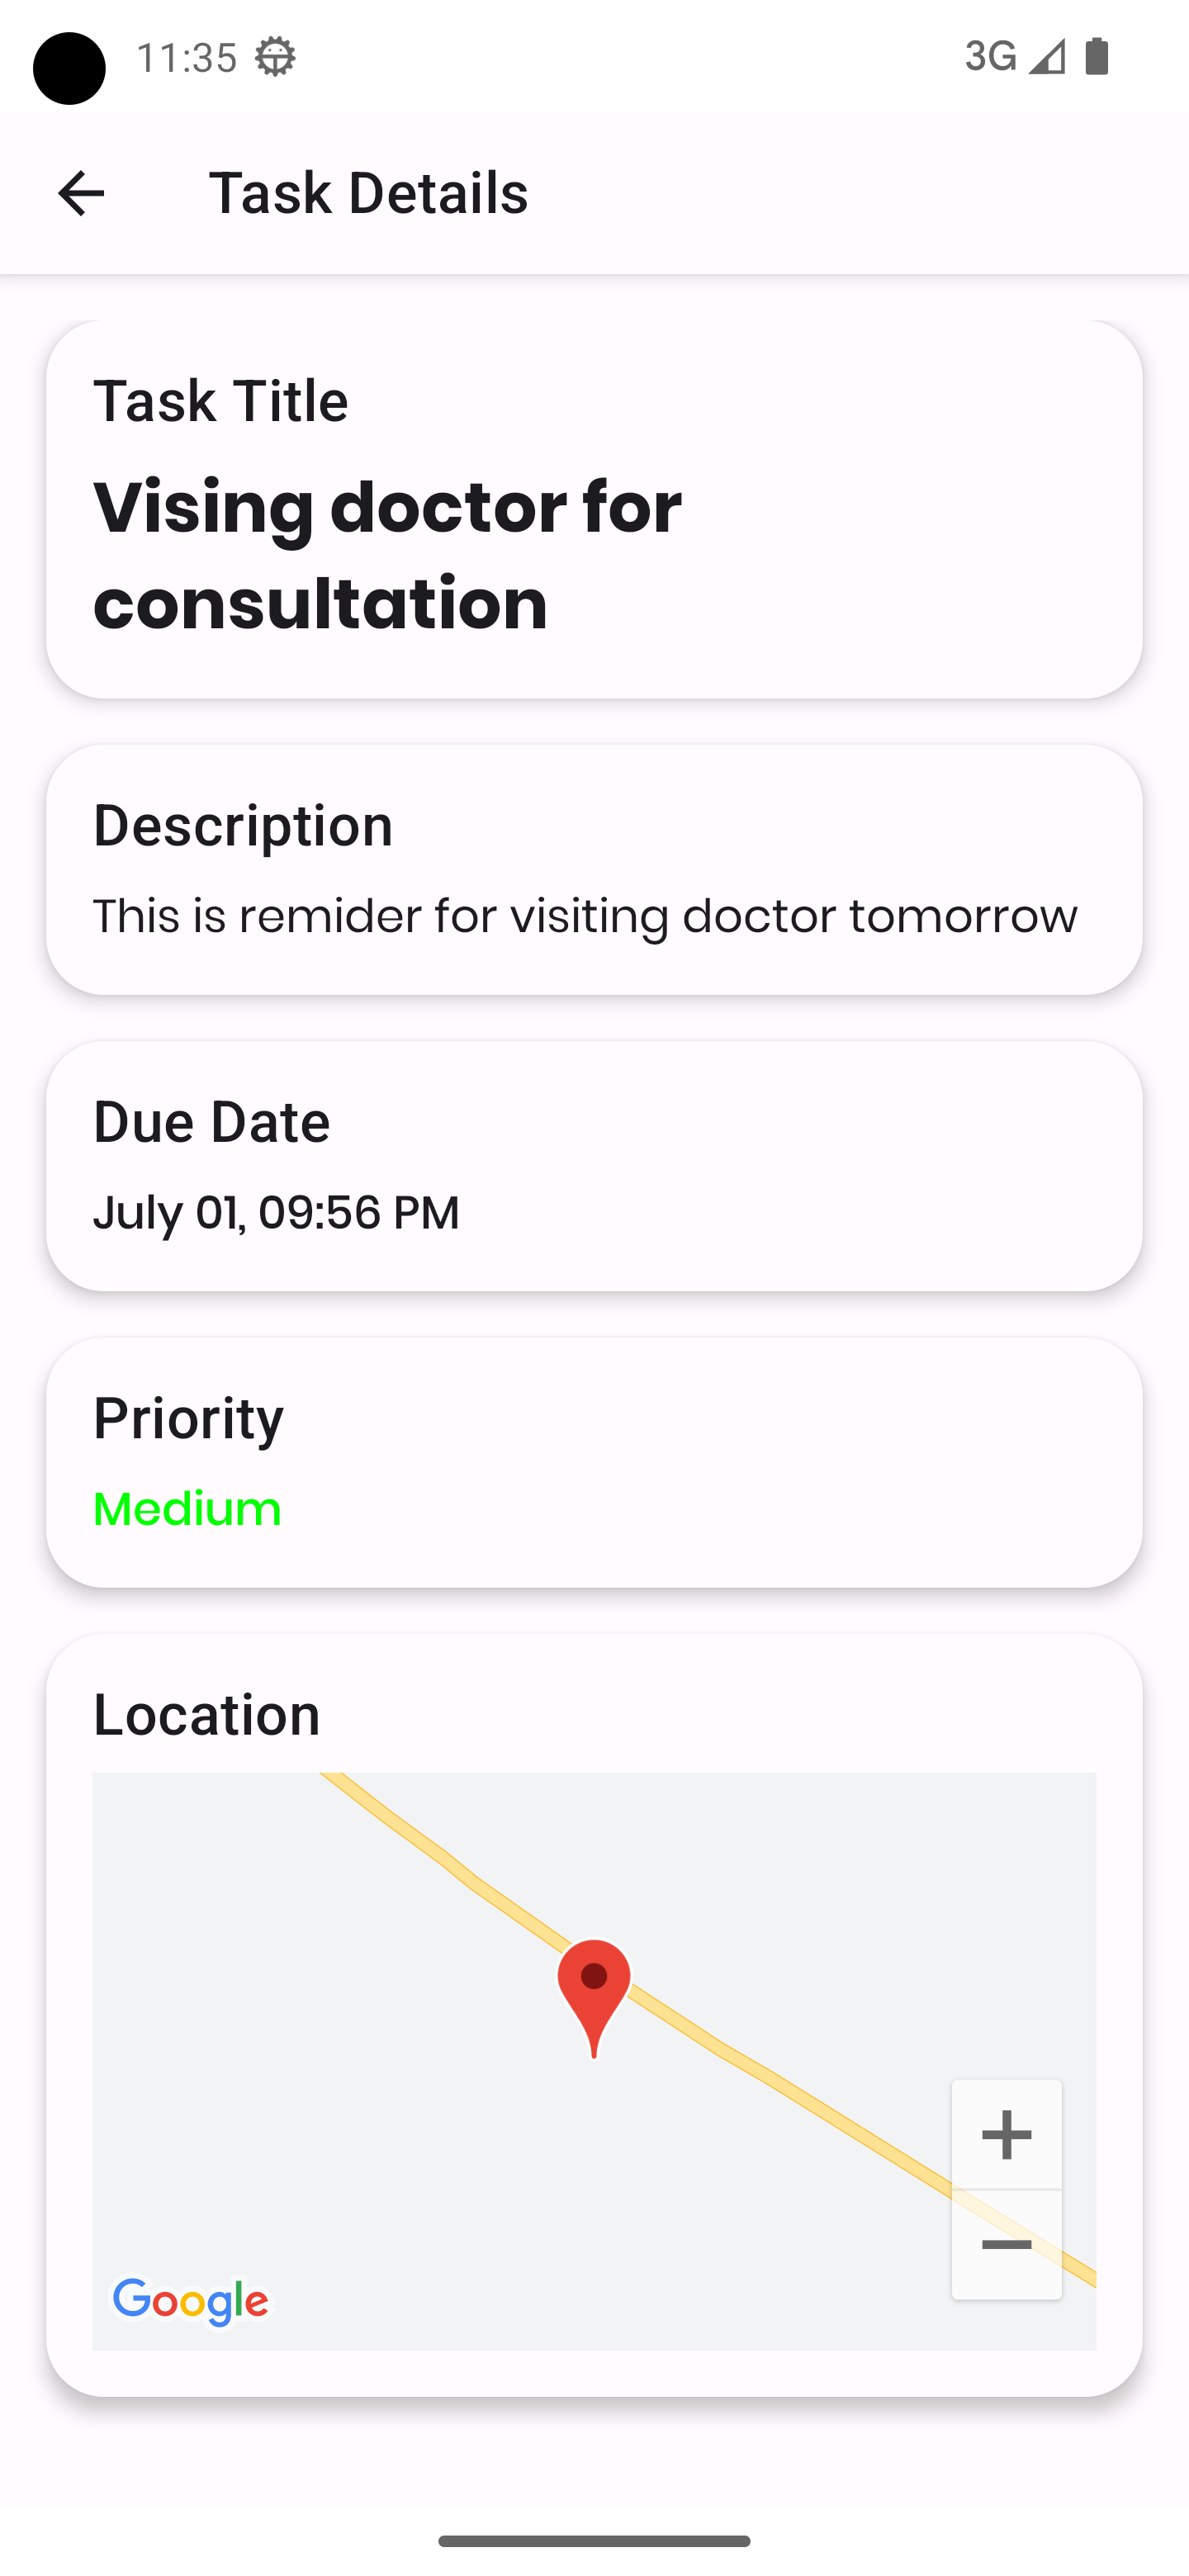 11:35 3G
Task Details
Task Title
Vising doctor for
consultation
Description
This is remider for visiting doctor tomorrow
Due Date
July 01, 09:56 PM
Priority
Medium
Location
Google